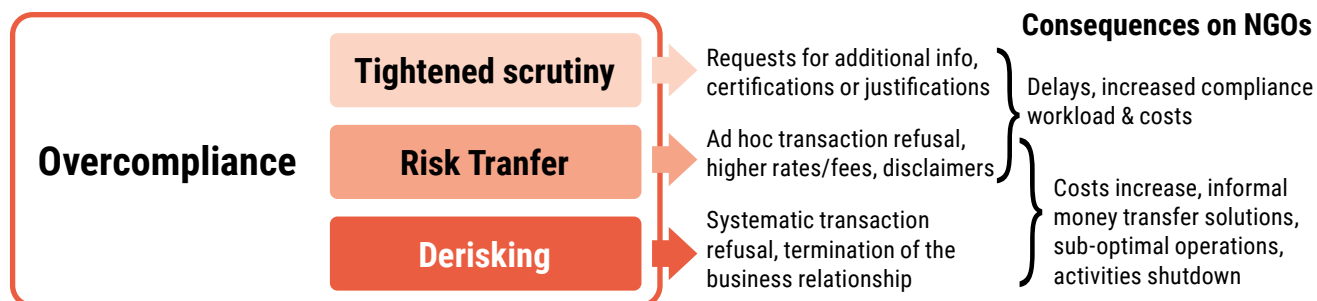 Consequences on NGOs
Overcompliance
Tightened scrutiny
Requests for additional info,
certifications or justifications
Delays, increased compliance
workload & costs
Risk Tranfer
Ad hoc transaction refusal,
higher rates/fees, disclaimers
Costs increase, informal
money transfer solutions,
sub-optimal operations,
activities shutdown
Derisking
Systematic transaction
refusal, termination of the
business relationship